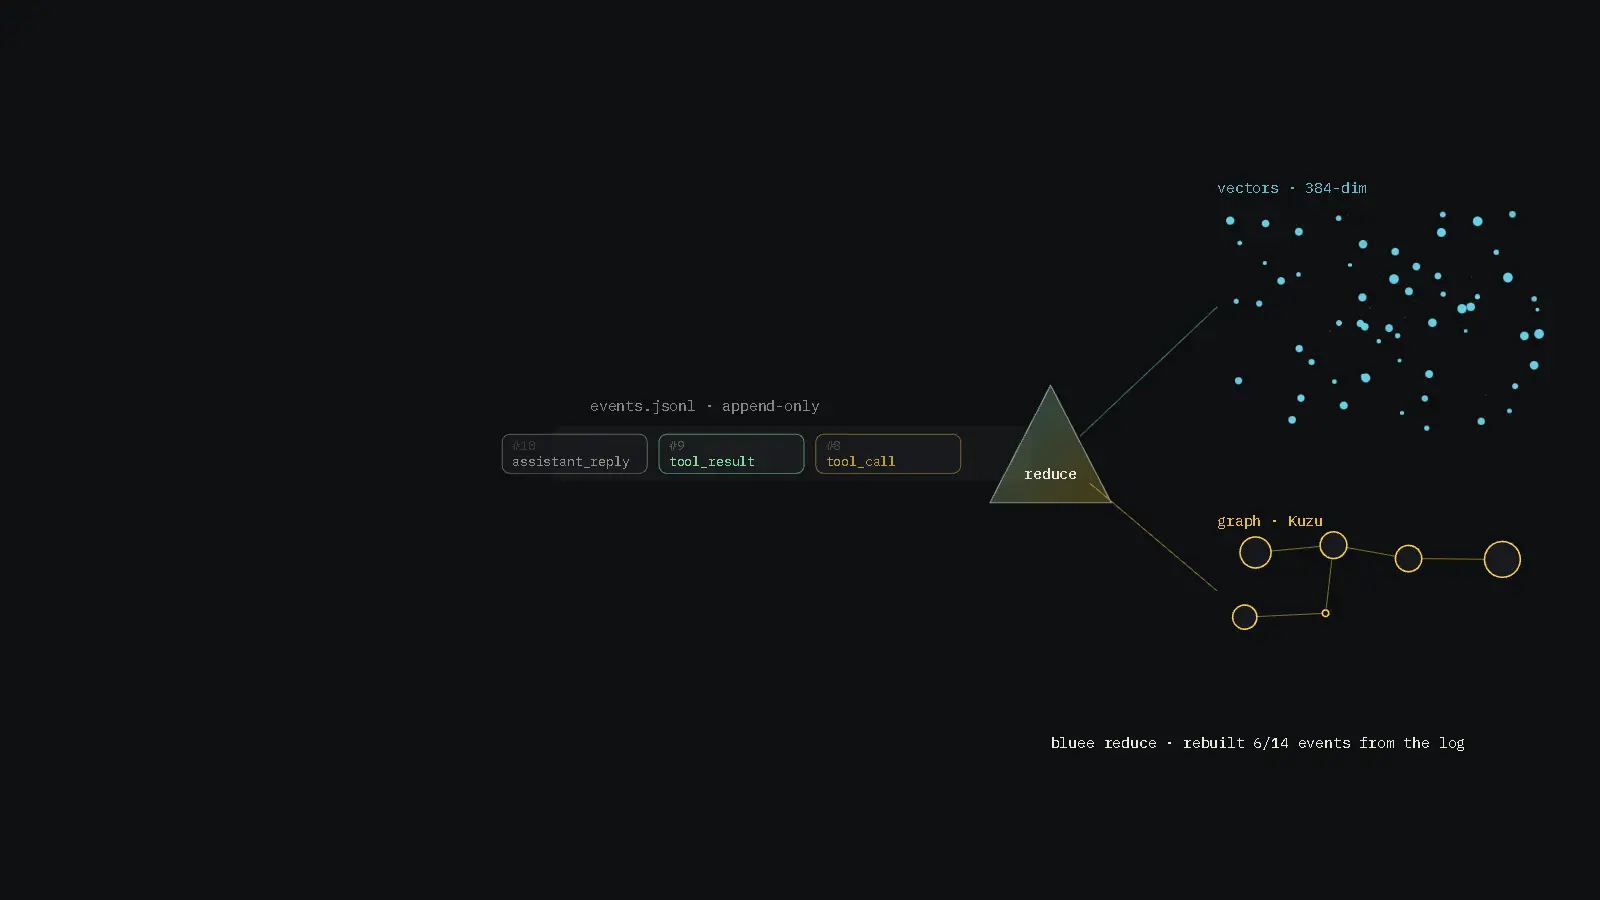 vectors · 384-dim
events.jsonl · append-only
#10
assistant_reply
#9
tool_result
#8
tool_call
reduce
graph · Kuzu
bluee reduce · rebuilt 6/14 events from the log